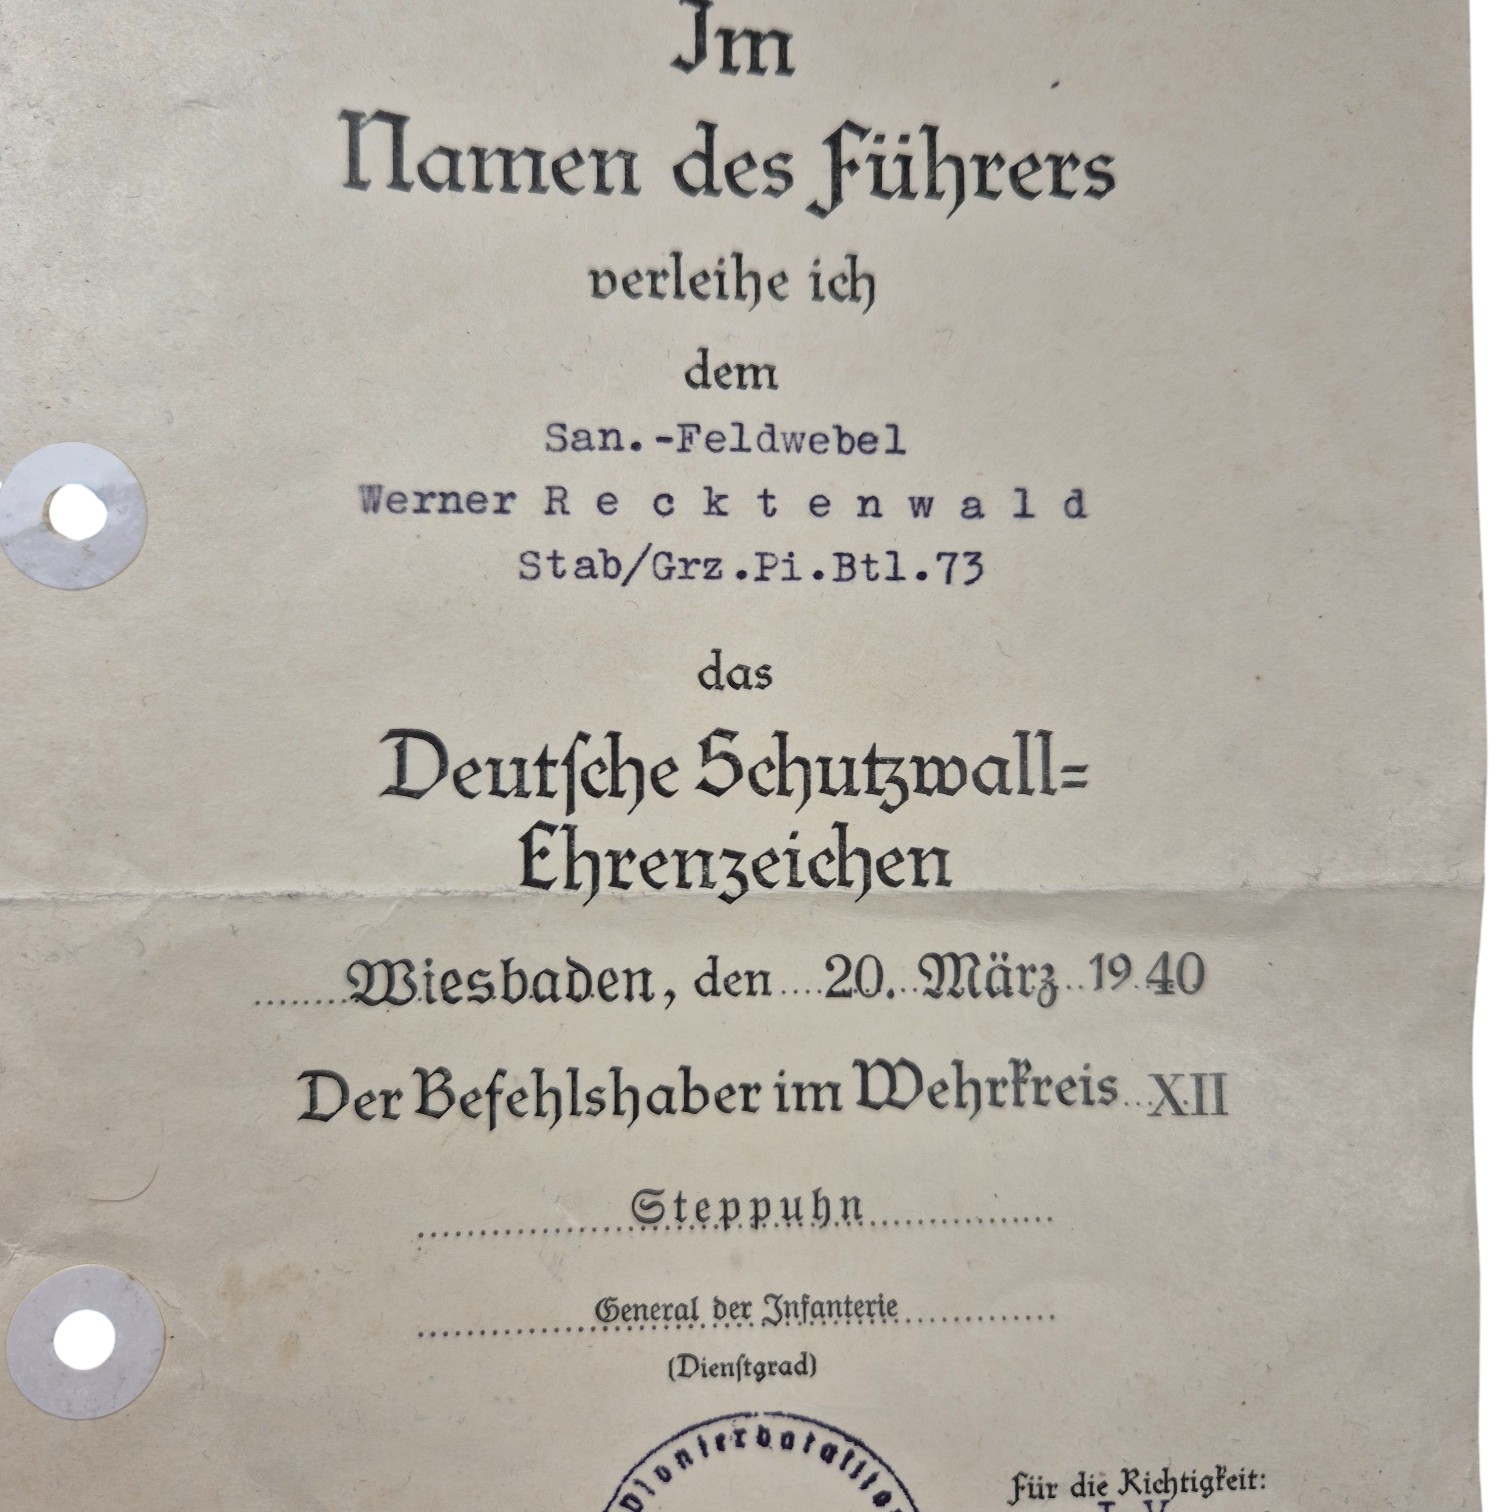 Im
Namen des Führers
verleihe ich
dem
San.-Feldwebel
Werner Recktenwald
Stab/Grz.Pi.Btl.73
das
Deutsche Schutzwall=
Ehrenzeichen
Wiesbaden, den 20. März 1940
Der Befehlshaber im Wehrkreis XII
Steppuhn
General der Infanterie
(Dienstgrad)
Pionierbataillon
Für die Richtigkeit:
I.V.